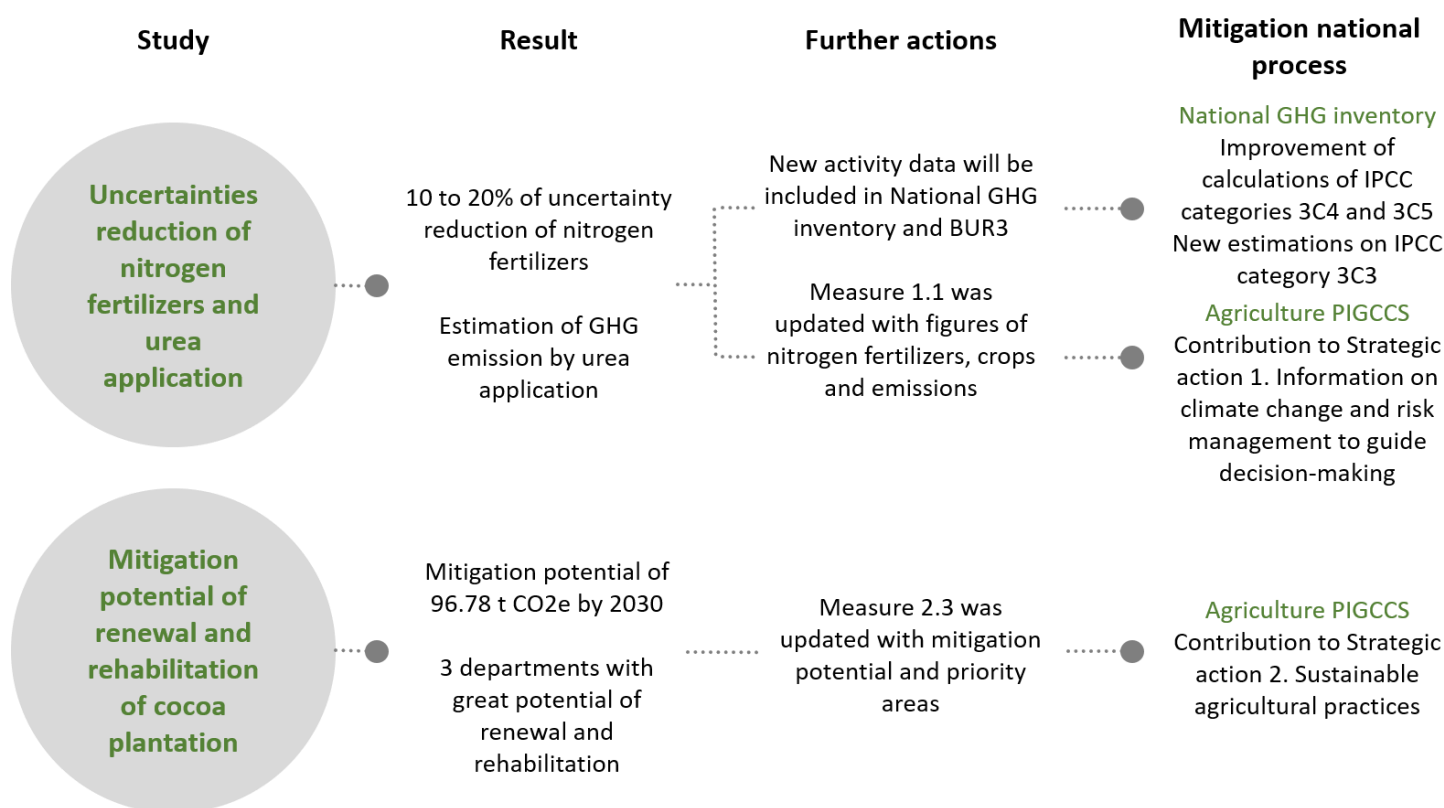 Study
Result
Further actions
Mitigation national
process
Uncertainties
reduction of
nitrogen
fertilizers and
urea
application
10 to 20% of uncertainty
reduction of nitrogen
fertilizers
Estimation of GHG
emission by urea
application
New activity data will be
included in National GHG
inventory and BUR3
Measure 1.1 was
updated with figures of
nitrogen fertilizers, crops
and emissions
National GHG inventory
Improvement of
calculations of IPCC
categories 3C4 and 3C5
New estimations on IPCC
category 3C3
Agriculture PIGCCS
Contribution to Strategic
action 1. Information on
climate change and risk
management to guide
decision-making
Mitigation
potential of
renewal and
rehabilitation
of cocoa
plantation
Mitigation potential of
96.78 t CO2e by 2030
3 departments with
great potential of
renewal and
rehabilitation
Measure 2.3 was
updated with mitigation
potential and priority
areas
Agriculture PIGCCS
Contribution to Strategic
action 2. Sustainable
agricultural practices